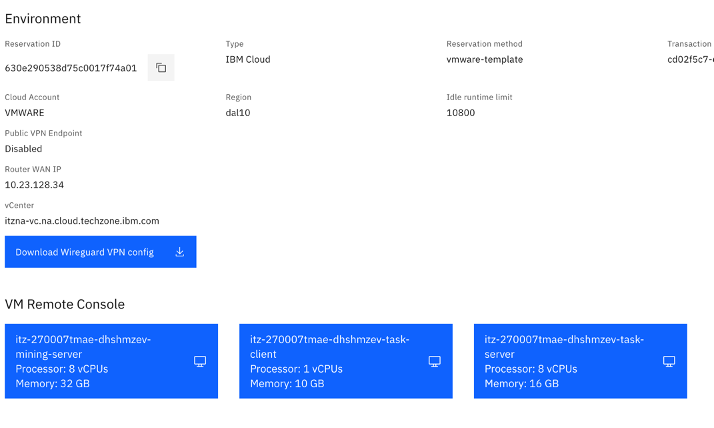 Environment
Reservation ID
630e290538d75c0017f74a01
Type
IBM Cloud
Reservation method
vmware-template
Transaction
cd02f5c7-
Cloud Account
VMWARE
Region
dal10
Idle runtime limit
10800
Public VPN Endpoint
Disabled
Router WAN IP
10.23.128.34
vCenter
itzna-vc.na.cloud.techzone.ibm.com
Download Wireguard VPN config
VM Remote Console
itz-270007tmae-dhshmzev-
mining-server
Processor: 8 vCPUs
Memory: 32 GB
itz-270007tmae-dhshmzev-task-
client
Processor: 1 vCPUs
Memory: 10 GB
itz-270007tmae-dhshmzev-task-
server
Processor: 8 vCPUs
Memory: 16 GB